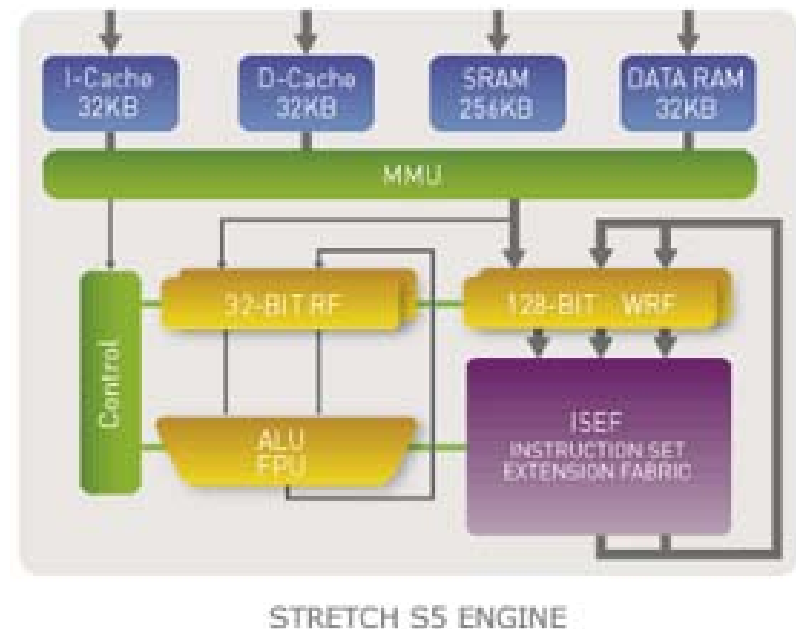 I-Cache
32KB
D-Cache
32KB
SRAM
256KB
DATA RAM
32KB
MMU
Control
32-BIT RF
128-BIT WRF
ALU
FPU
ISEF
INSTRUCTION SET
EXTENSION FABRIC
STRETCH S5 ENGINE